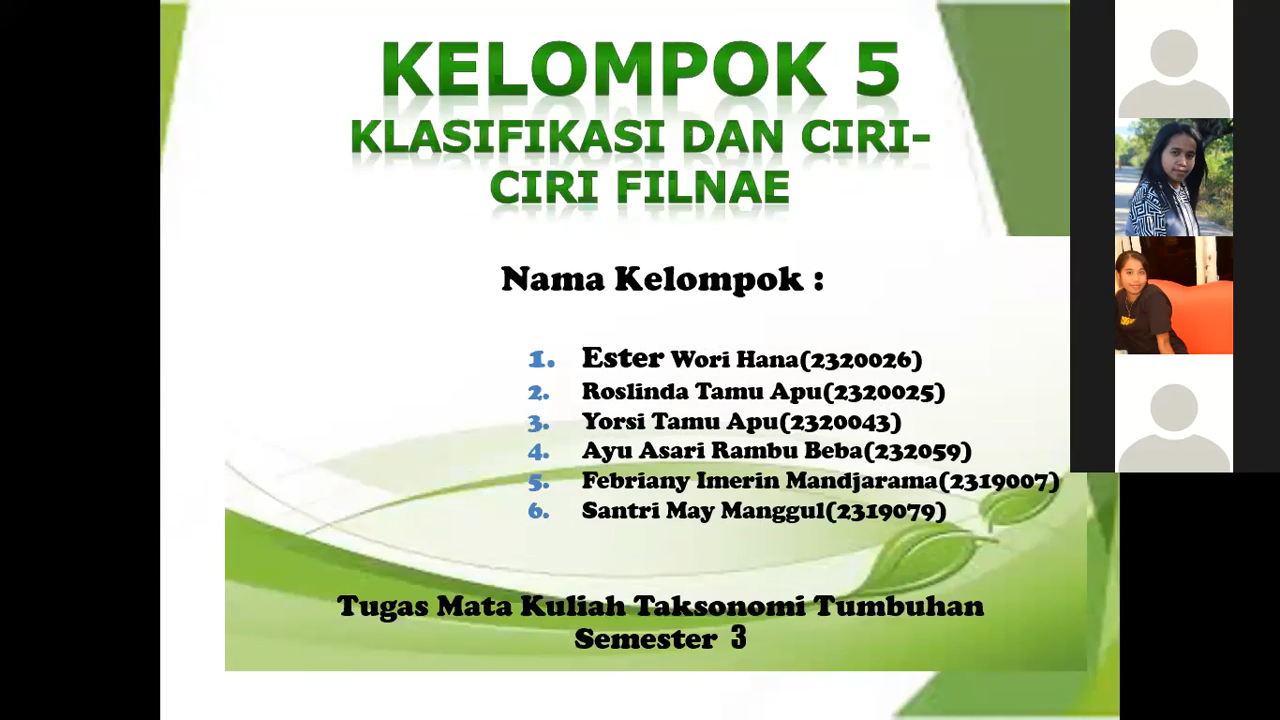 KELOMPOK 5
KLASIFIKASI DAN CIRI-
CIRI FILNAE
Nama Kelompok :
1. Ester Wori Hana(2320026)
2. Roslinda Tamu Apu(2320025)
3. Yorsi Tamu Apu(2320043)
4. Ayu Asari Rambu Beba(232059)
5. Febriany Imerin Mandjarama(2319007)
6. Santri May Manggul(2319079)
Tugas Mata Kuliah Taksonomi Tumbuhan
Semester 3